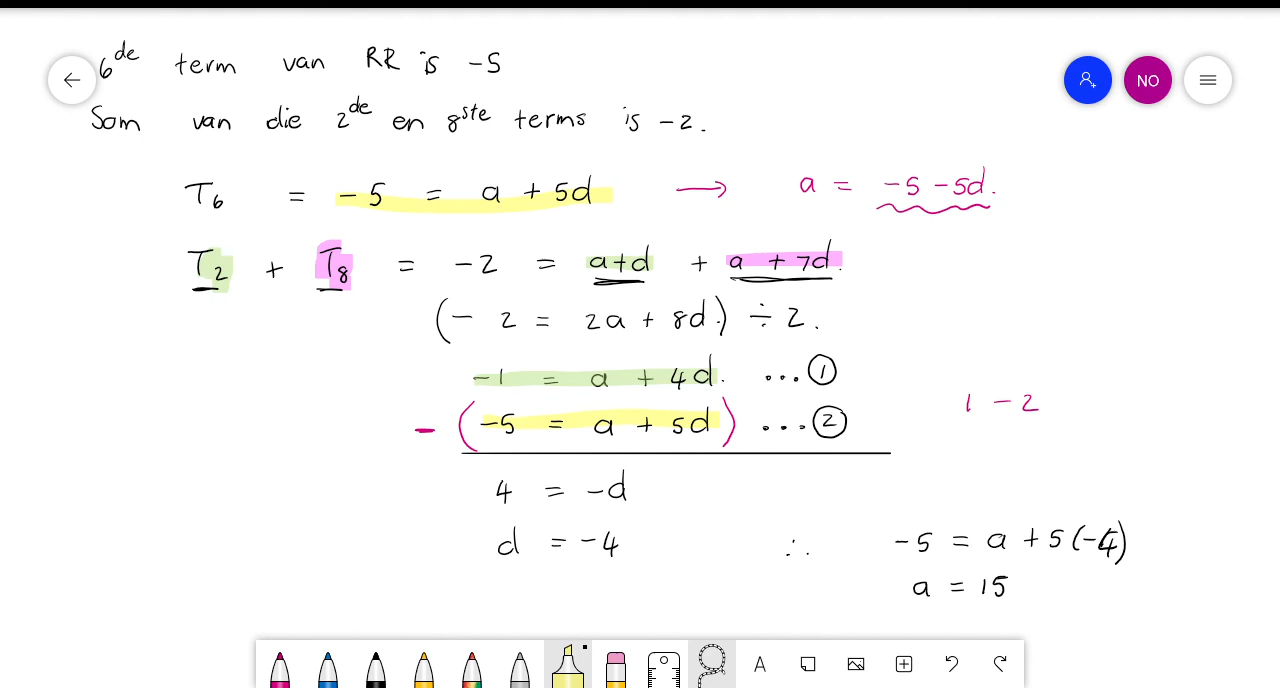 6de term van RR is -5
Som van die 2de en 8ste terms is -2.
T6 = -5 = a + 5d → a = -5 - 5d.
T2 + T8 = -2 = a+d + a + 7d.
(-2 = 2a + 8d.) ÷ 2.
-1 = a + 4d. ...①
-(-5 = a + 5d) ...②
1 - 2
4 = -d
d = -4 ∴ -5 = a + 5(-4)
a = 15
NO
A